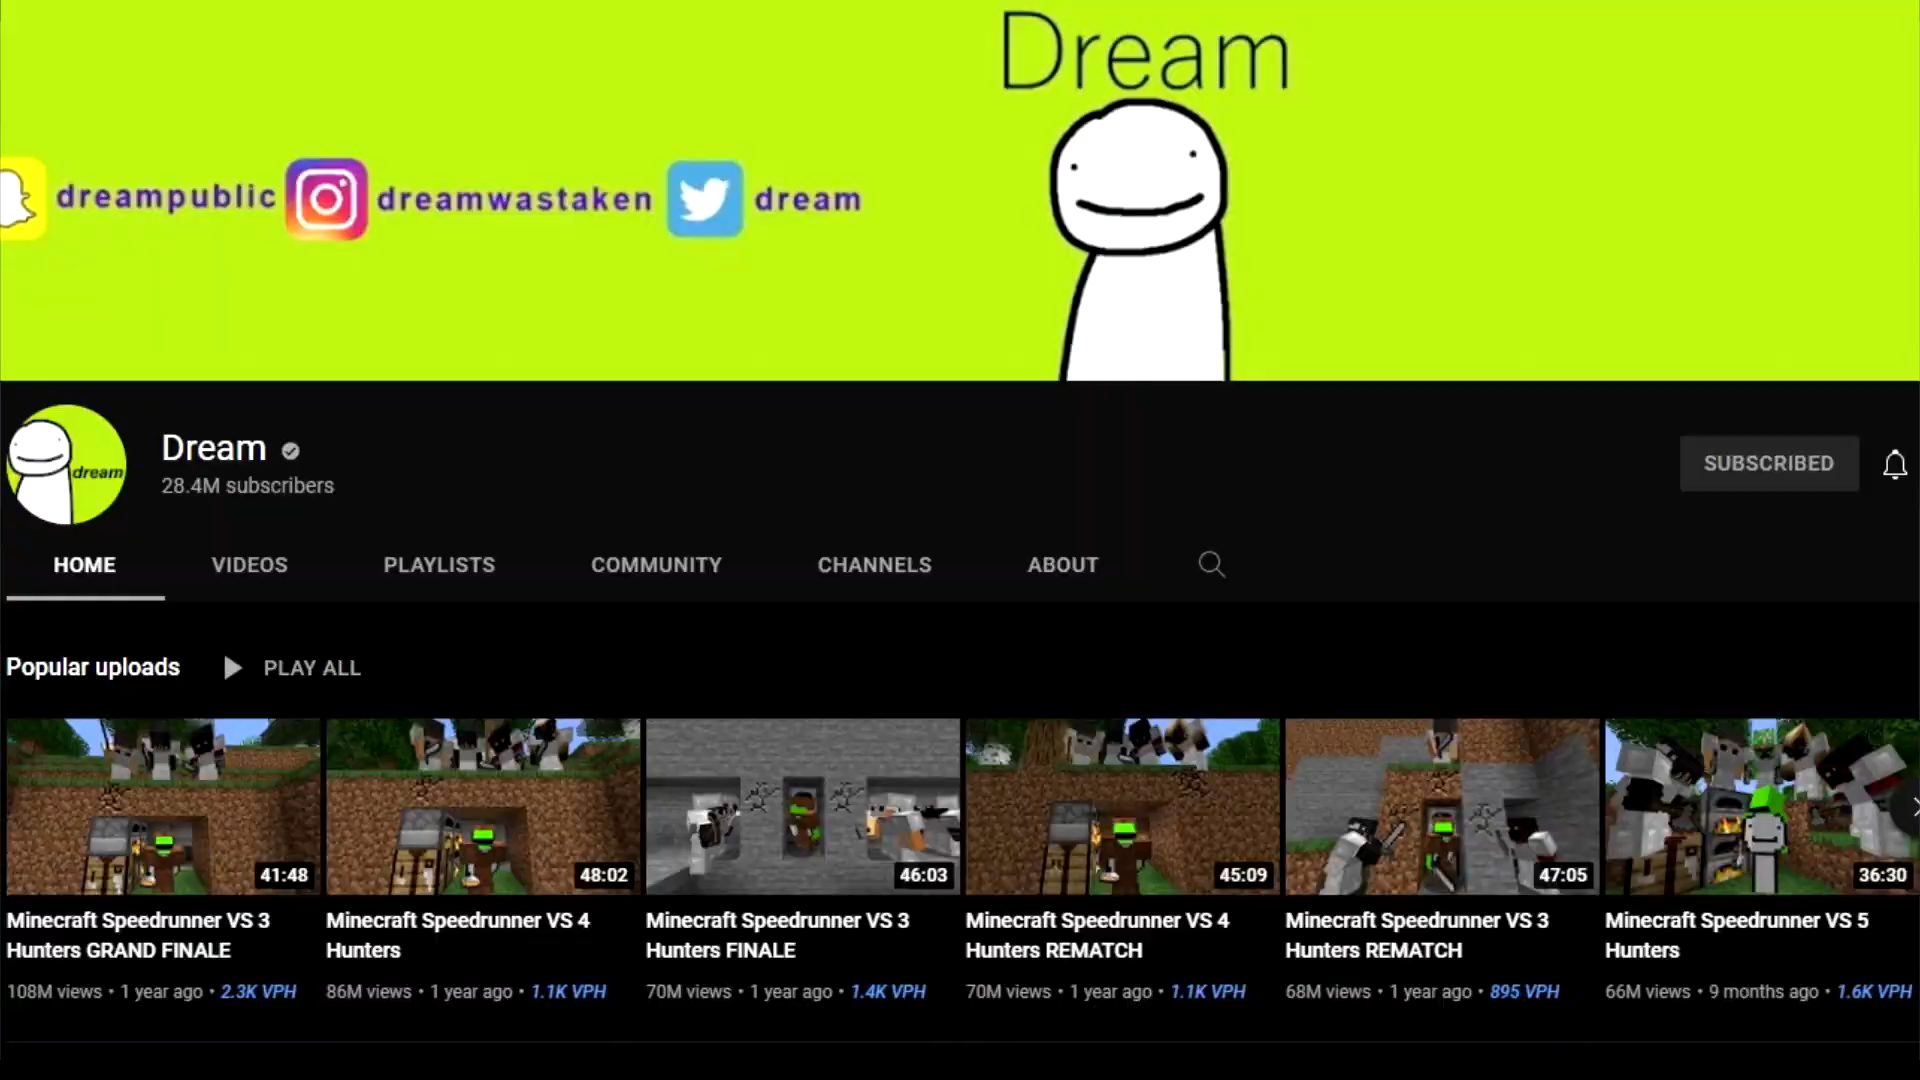 Dream
dreampublic dreamwastaken dream
dream
Dream
28.4M subscribers
SUBSCRIBED
HOME VIDEOS PLAYLISTS COMMUNITY CHANNELS ABOUT
Popular uploads PLAY ALL
41:48 48:02 46:03 45:09 47:05 36:30
Minecraft Speedrunner VS 3
Hunters GRAND FINALE
108M views • 1 year ago • 2.3K VPH
Minecraft Speedrunner VS 4
Hunters
86M views • 1 year ago • 1.1K VPH
Minecraft Speedrunner VS 3
Hunters FINALE
70M views • 1 year ago • 1.4K VPH
Minecraft Speedrunner VS 4
Hunters REMATCH
70M views • 1 year ago • 1.1K VPH
Minecraft Speedrunner VS 3
Hunters REMATCH
68M views • 1 year ago • 895 VPH
Minecraft Speedrunner VS 5
Hunters
66M views • 9 months ago • 1.6K VPH